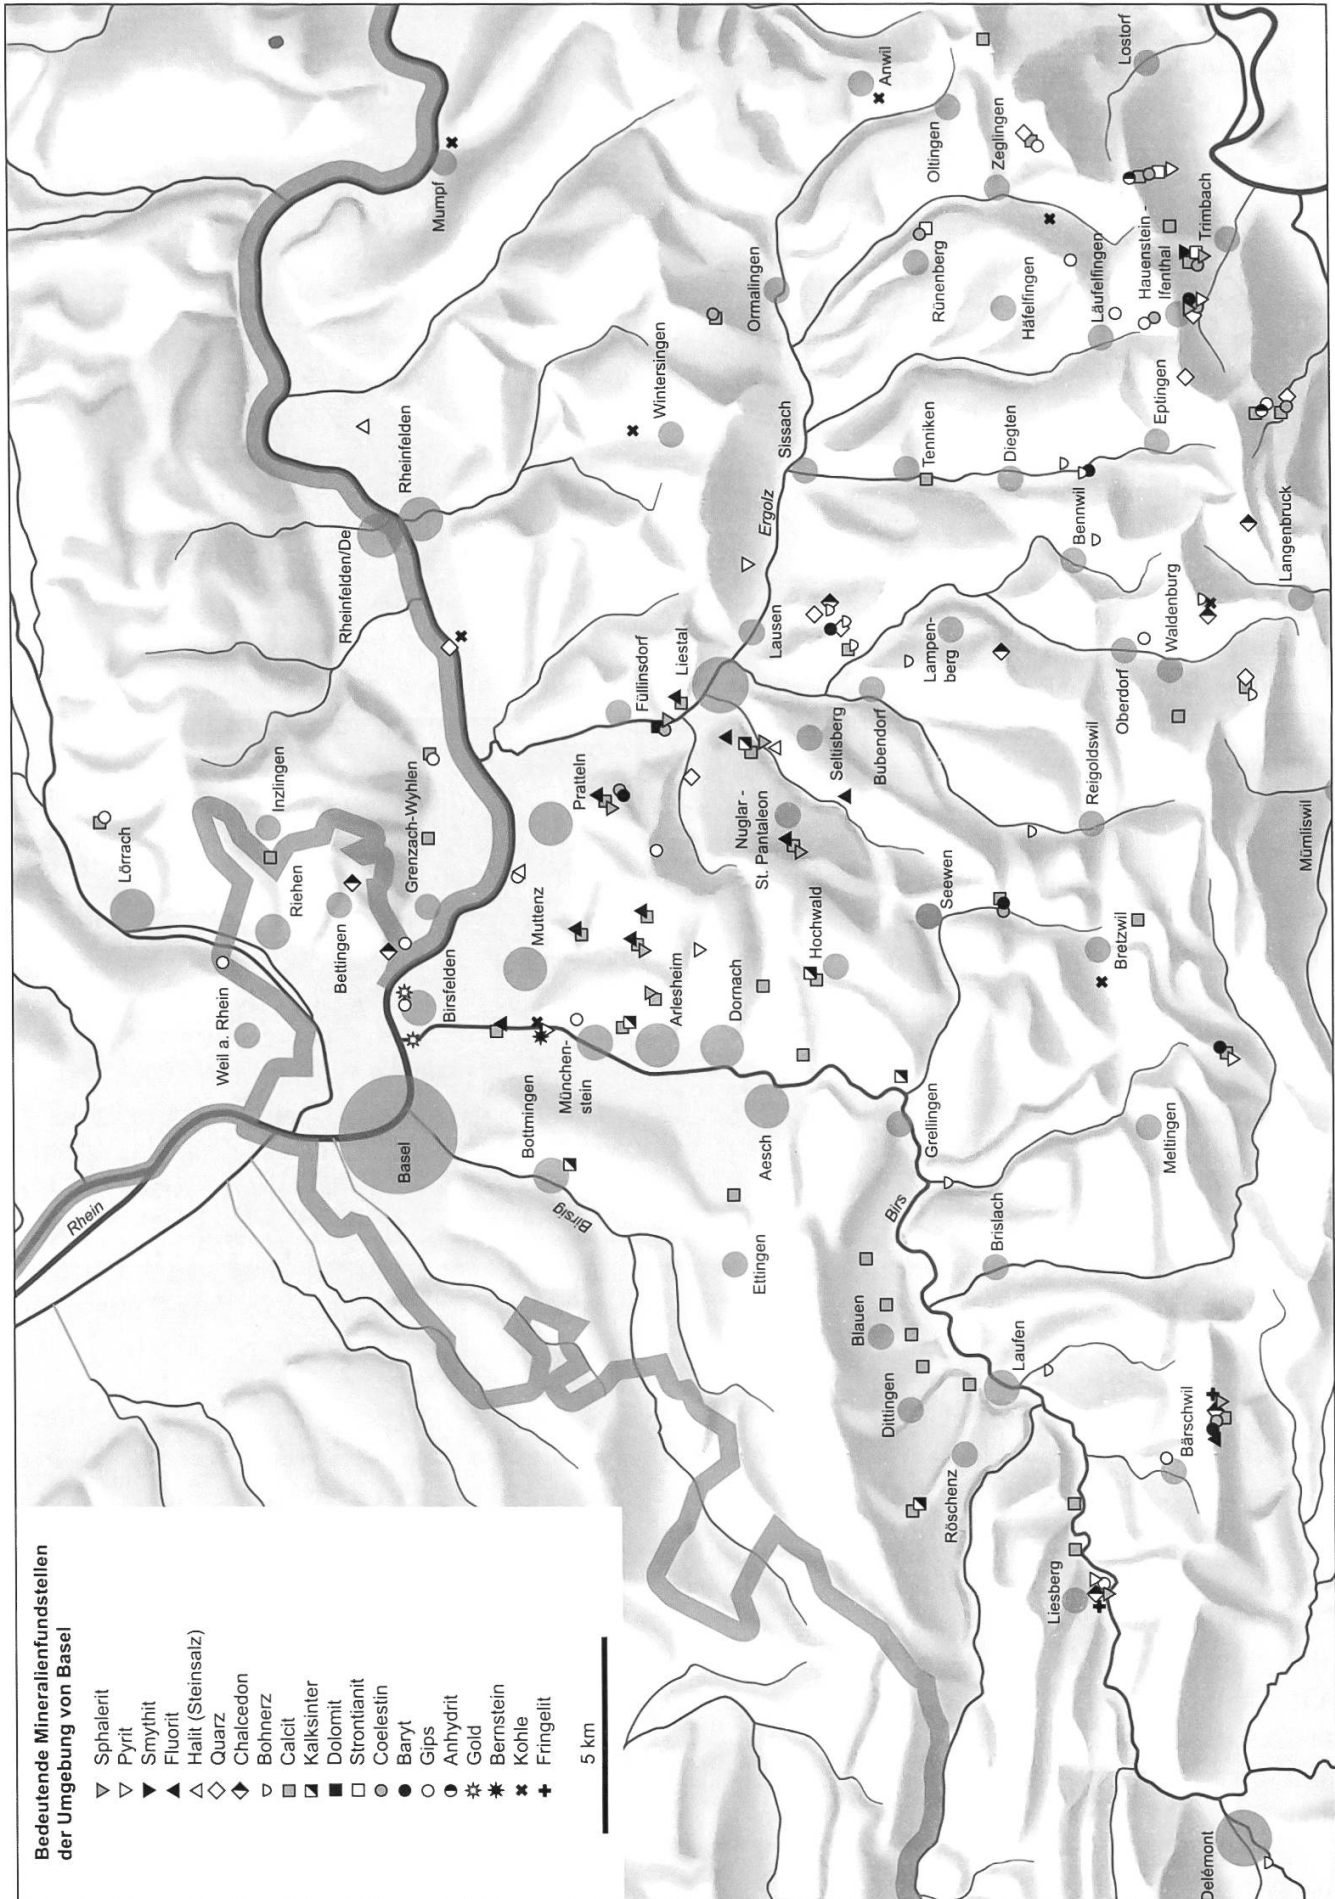 Bedeutende Mineralienfundstellen
der Umgebung von Basel
Sphalerit
Pyrit
Smythit
Fluorit
Halit (Steinsalz)
Quarz
Chalcedon
Bohnerz
Calcit
Kalksinter
Dolomit
Strontianit
Coelestin
Baryt
Gips
Anhydrit
Gold
Bernstein
Kohle
Fringelit
5 km
Rhein
Weil a. Rhein
Lörrach
Riehen
Inzlingen
Bettingen
Grenzach-Wyhlen
Rheinfelden/De
Rheinfelden
Mumpf
Basel
Birsfelden
Muttenz
Pratteln
Füllinsdorf
Liestal
Wintersingen
Ormalingen
Anwil
Bottmingen
Birsig
München-
stein
Arlesheim
Dornach
Aesch
Ettingen
Hochwald
Nuglar -
St. Pantaleon
Seltisberg
Bubendorf
Lausen
Ergolz
Sissach
Tenniken
Diegten
Rünenberg
Häfelfingen
Oltingen
Zeglingen
Lostorf
Läufelfingen
Hauenstein -
Ifenthal
Trimbach
Eptingen
Bennwil
Lampen-
berg
Langenbruck
Waldenburg
Oberdorf
Reigoldswil
Mümliswil
Seewen
Bretzwil
Grellingen
Meltingen
Birs
Brislach
Blauen
Dittingen
Laufen
Röschenz
Bärschwil
Liesberg
Delémont